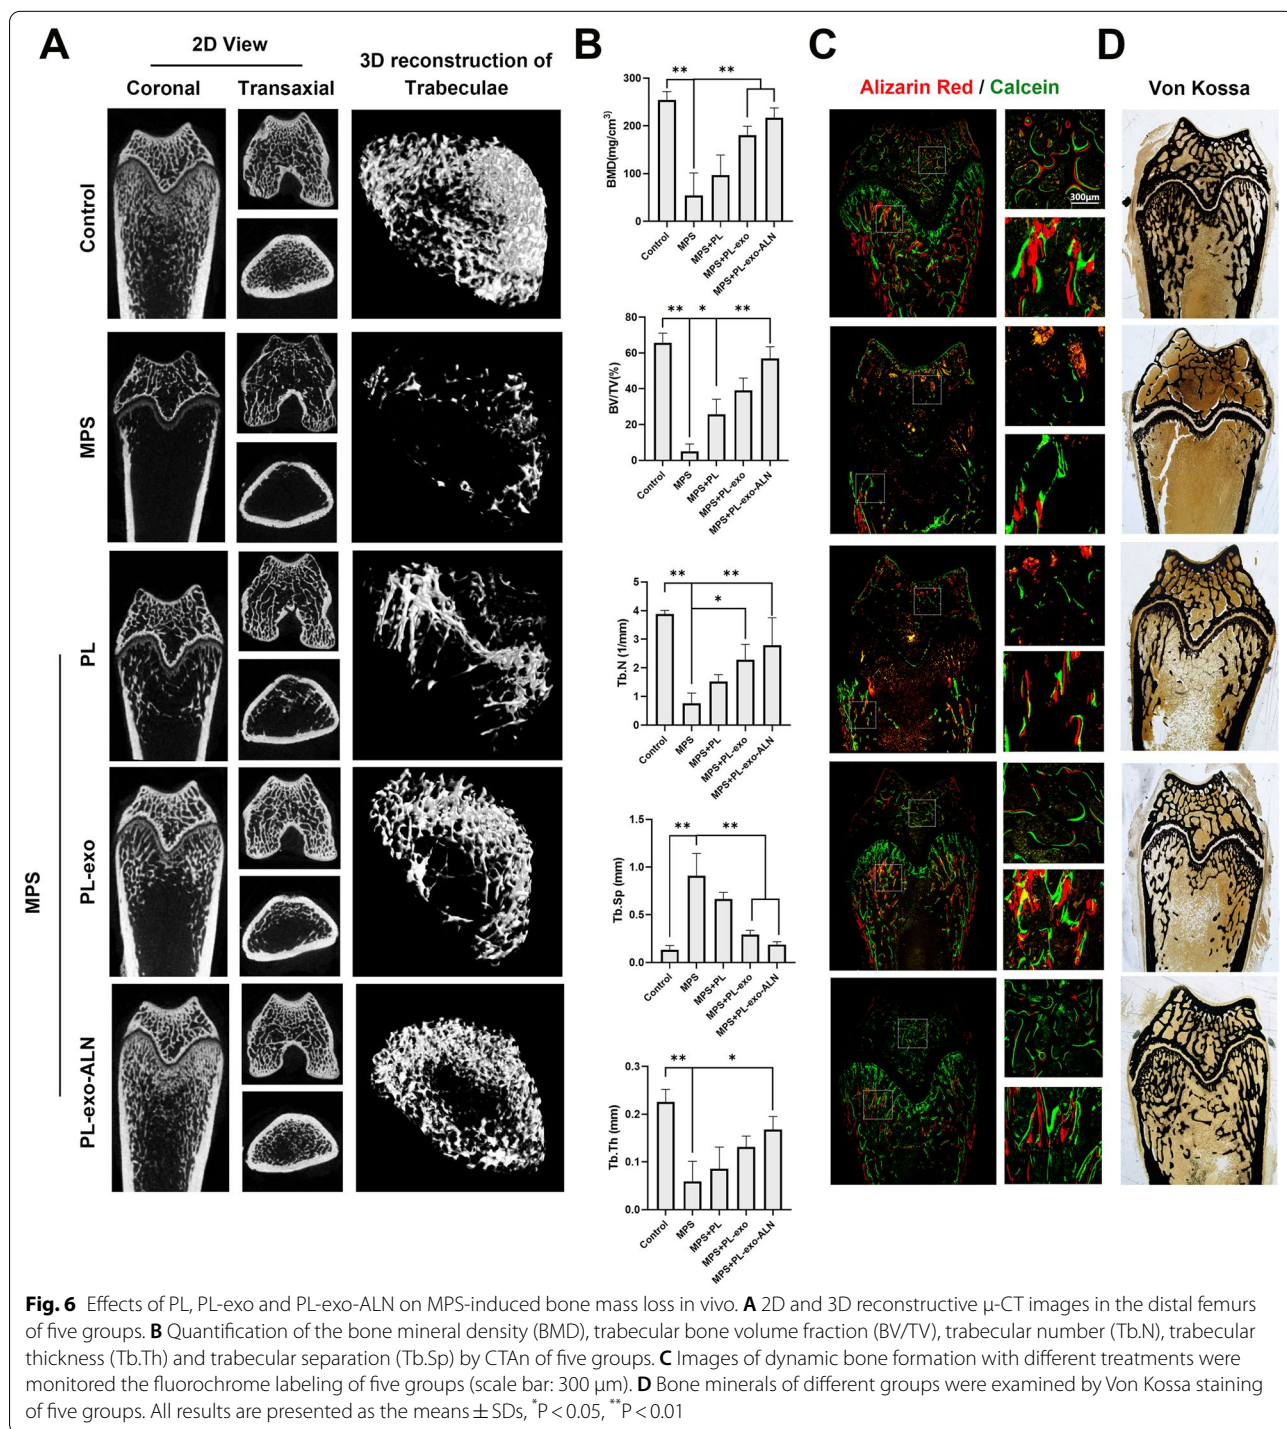 A
2D View
Coronal Transaxial
3D reconstruction of
Trabeculae
Control
MPS
PL
PL-exo
PL-exo-ALN
MPS
B
** **
300
200
100
0
BMD(mg/cm3)
Control
MPS
MPS+PL
MPS+PL-exo
MPS+PL-exo-ALN
** * **
80
60
40
20
0
BV/TV(%)
Control
MPS
MPS+PL
MPS+PL-exo
MPS+PL-exo-ALN
** **
*
5
4
3
2
1
0
Tb.N (1/mm)
Control
MPS
MPS+PL
MPS+PL-exo
MPS+PL-exo-ALN
** **
1.5
1.0
0.5
0.0
Tb.Sp (mm)
Control
MPS
MPS+PL
MPS+PL-exo
MPS+PL-exo-ALN
** *
0.3
0.2
0.1
0.0
Tb.Th (mm)
Control
MPS
MPS+PL
MPS+PL-exo
MPS+PL-exo-ALN
C
Alizarin Red / Calcein
300μm
D
Von Kossa
Fig. 6 Effects of PL, PL-exo and PL-exo-ALN on MPS-induced bone mass loss in vivo. A 2D and 3D reconstructive μ-CT images in the distal femurs
of five groups. B Quantification of the bone mineral density (BMD), trabecular bone volume fraction (BV/TV), trabecular number (Tb.N), trabecular
thickness (Tb.Th) and trabecular separation (Tb.Sp) by CTAn of five groups. C Images of dynamic bone formation with different treatments were
monitored the fluorochrome labeling of five groups (scale bar: 300 μm). D Bone minerals of different groups were examined by Von Kossa staining
of five groups. All results are presented as the means ± SDs, *P < 0.05, **P < 0.01